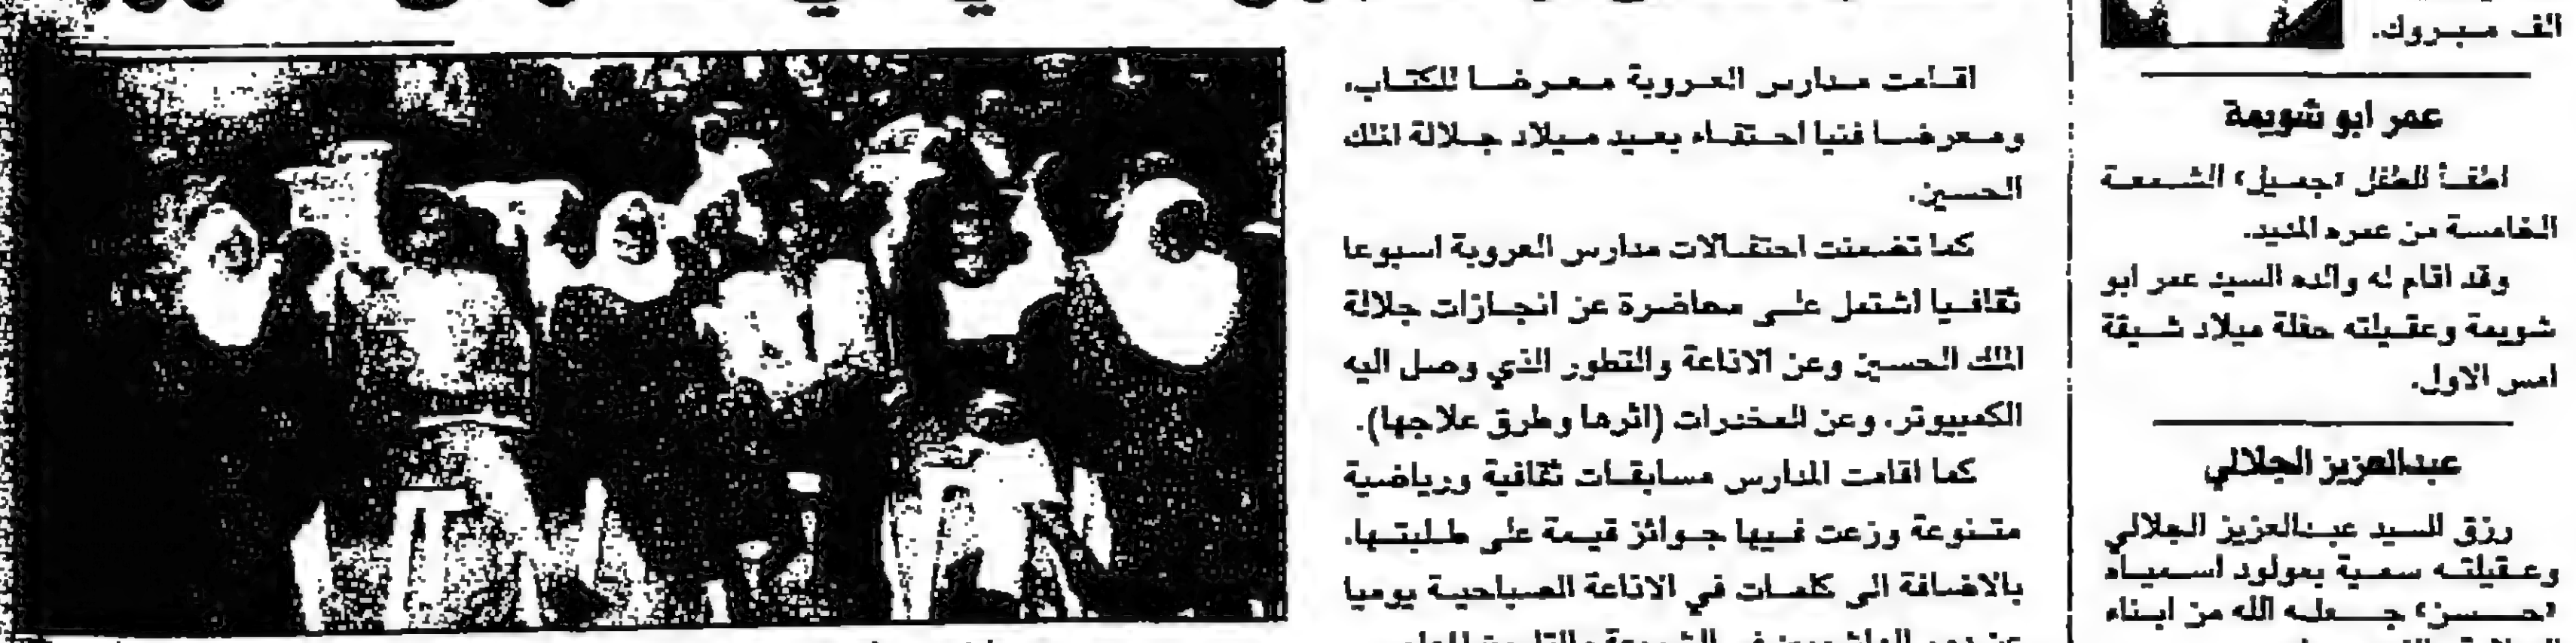 الف مبروك.
عمر ابو شويمة
اطفأ الطفل «جميل» الشمعة
الخامسة من عمره المديد.
وقد اقام له والده السيد عمر ابو
شويمة وعقيلته حفلة ميلاد شيقة
امس الاول.
عبدالعزيز الجلالي
رزق السيد عبدالعزيز الجلالي
وعقيلته سمية بمولود اسمياه
«حسن» جعله الله من ابناء
اقامت مدارس العروبة معرضا للكتاب،
ومعرضا فنيا احتفاء بعيد ميلاد جلالة الملك
الحسين.
كما تضمنت احتفالات مدارس العروبة اسبوعا
ثقافيا اشتمل على محاضرة عن انجازات جلالة
الملك الحسين وعن الاذاعة والتطور الذي وصل اليه
الكمبيوتر، وعن المخدرات (اثرها وطرق علاجها).
كما اقامت المدارس مسابقات ثقافية ورياضية
متنوعة وزعت فيها جوائز قيمة على طلبتها،
بالاضافة الى كلمات في الاذاعة الصباحية يوميا